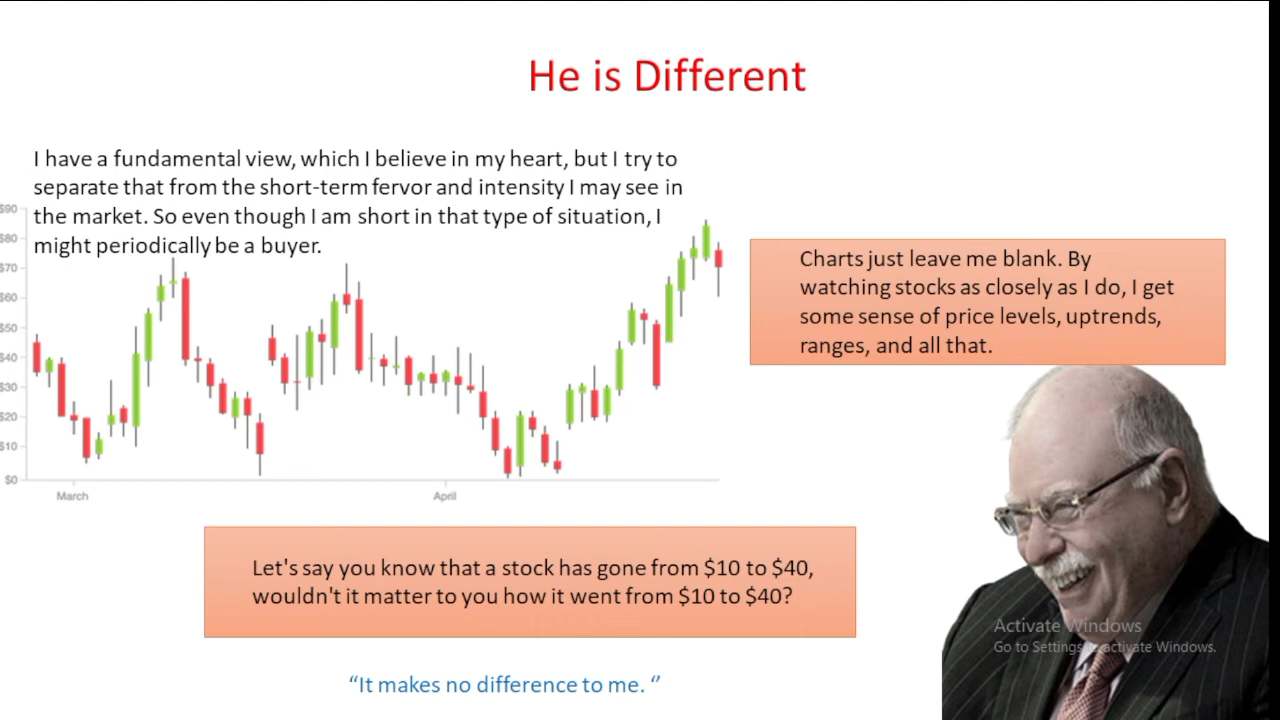 He is Different
I have a fundamental view, which I believe in my heart, but I try to
separate that from the short-term fervor and intensity I may see in
the market. So even though I am short in that type of situation, I
might periodically be a buyer.
$90
$80
$70
$60
$50
$40
$30
$20
$10
$0
March
April
Charts just leave me blank. By
watching stocks as closely as I do, I get
some sense of price levels, uptrends,
ranges, and all that.
Let's say you know that a stock has gone from $10 to $40,
wouldn't it matter to you how it went from $10 to $40?
“It makes no difference to me. ‘’
Activate Windows
Go to Settings to activate Windows.